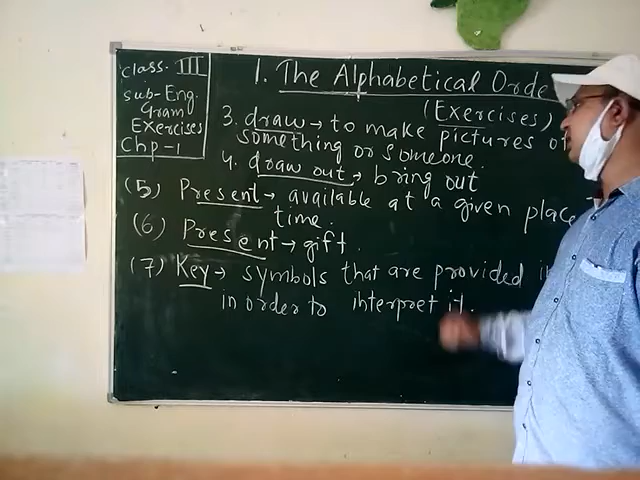 Class. III
Sub-Eng.
Gram
Exercises
Chp-1
1. The Alphabetical Orde
(Exercises)
3. draw → to make pictures of
something or someone.
4. draw out → bring out
(5) Present → available at a given place
time.
(6) Present → gift.
(7) Key → symbols that are provided i
in order to interpret it.